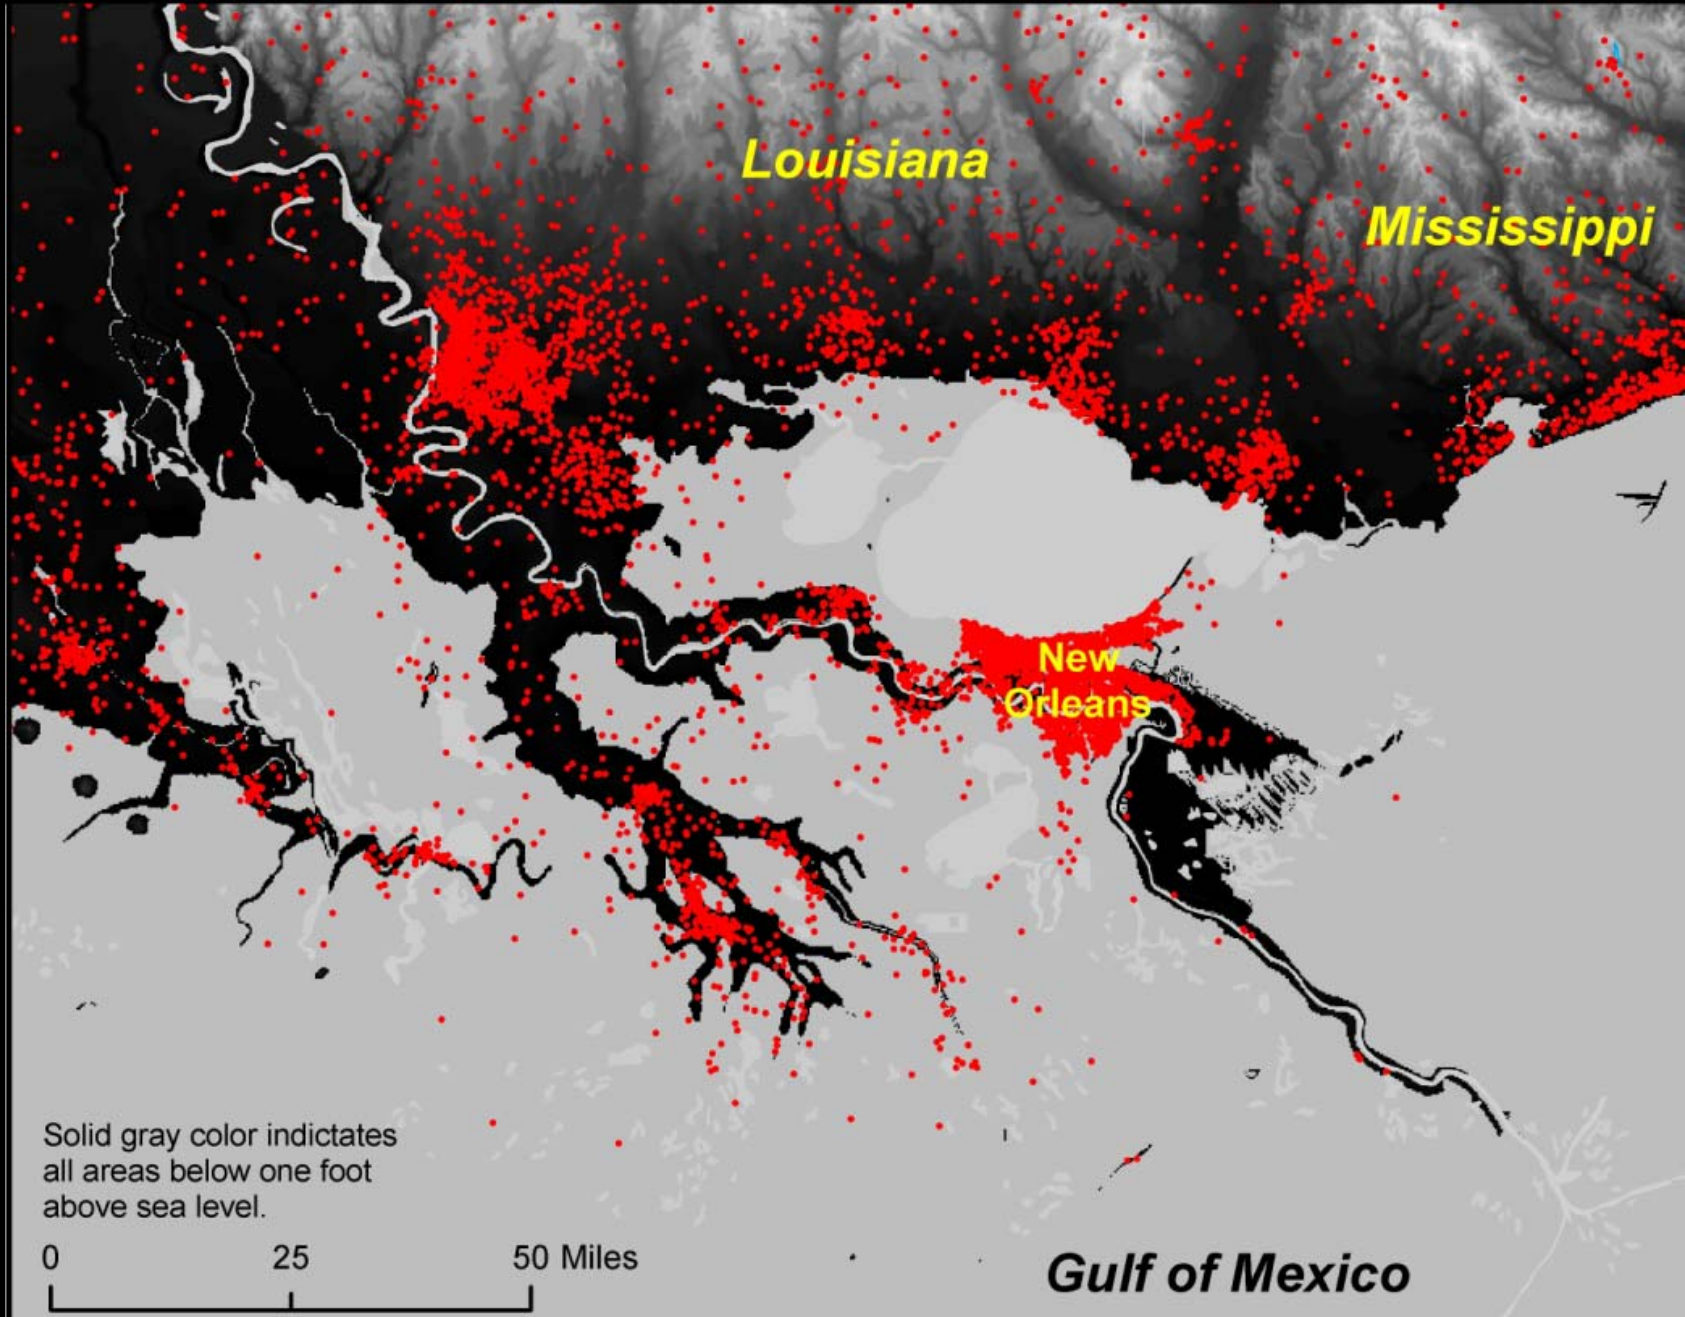 Louisiana
Mississippi
New
Orleans
Solid gray color indictates
all areas below one foot
above sea level.
0 25 50 Miles
Gulf of Mexico